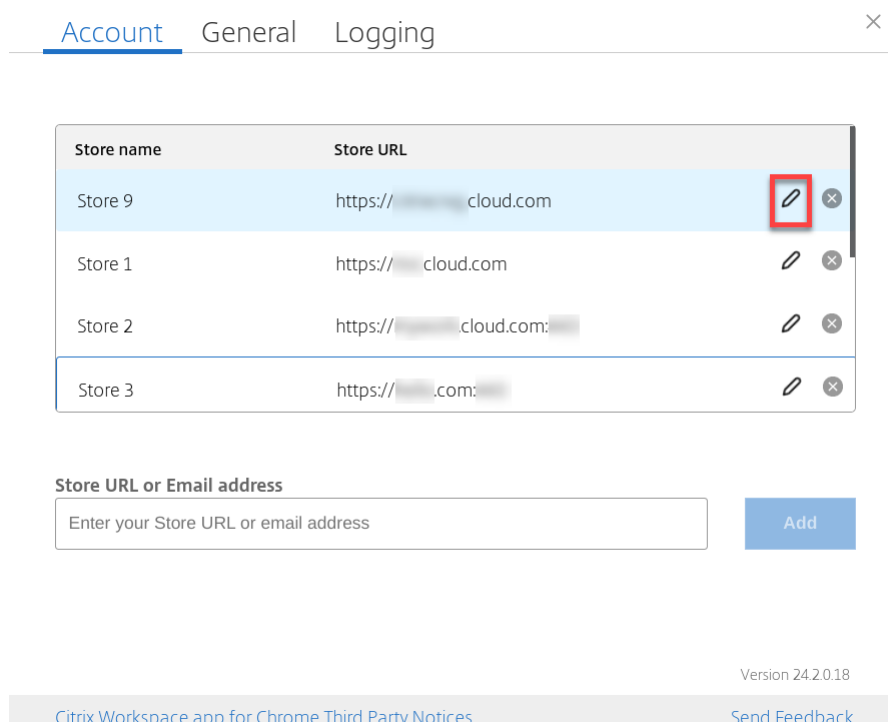 Account General Logging
Store name Store URL
Store 9 https:// cloud.com
Store 1 https:// cloud.com
Store 2 https:// .cloud.com:
Store 3 https:// .com:
Store URL or Email address
Enter your Store URL or email address Add
Version 24.2.0.18
Citrix Workspace app for Chrome Third Party Notices Send Feedback